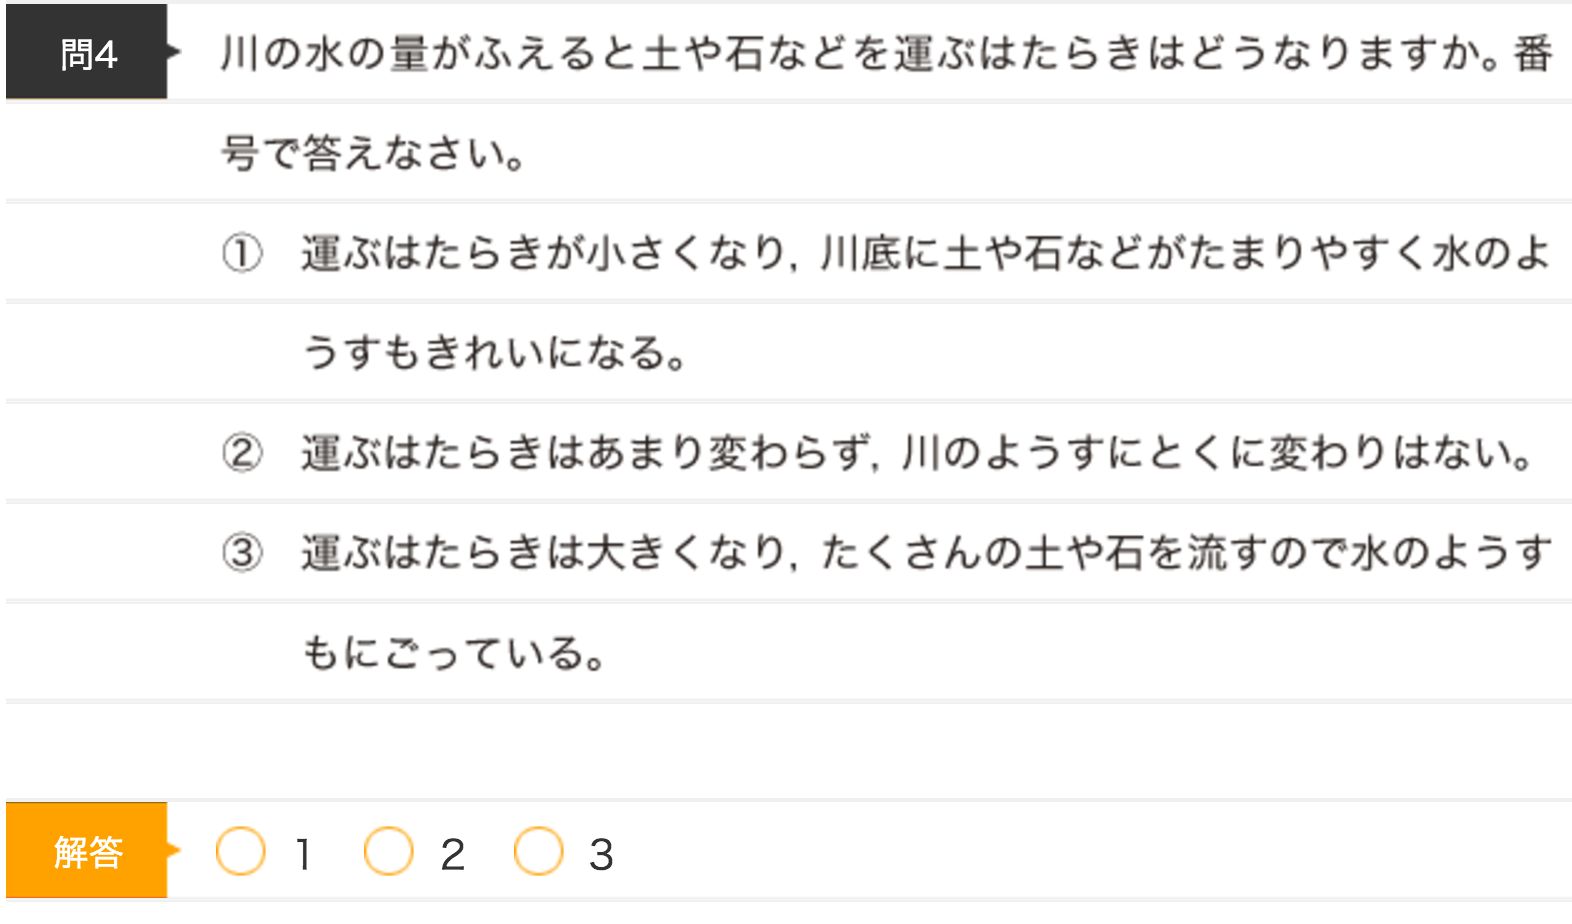 問4 川の水の量がふえると土や石などを運ぶはたらきはどうなりますか。番
号で答えなさい。
① 運ぶはたらきが小さくなり, 川底に土や石などがたまりやすく水のよ
うすもきれいになる。
② 運ぶはたらきはあまり変わらず, 川のようすにとくに変わりはない。
③ 運ぶはたらきは大きくなり, たくさんの土や石を流すので水のようす
もにごっている。
解答 1 2 3